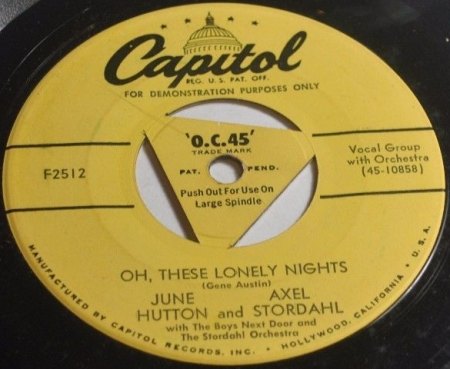 Capitol
REG. U. S. PAT. OFF.
FOR DEMONSTRATION PURPOSES ONLY
'O.C.45'
TRADE MARK
PAT. PEND.
Push Out For Use On
Large Spindle
F2512
Vocal Group
with Orchestra
(45-10858)
OH, THESE LONELY NIGHTS
(Gene Austin)
JUNE AXEL
HUTTON and STORDAHL
with The Boys Next Door and
The Stordahl Orchestra
MANUFACTURED BY CAPITOL RECORDS, INC. • HOLLYWOOD, CALIFORNIA • U.S.A.